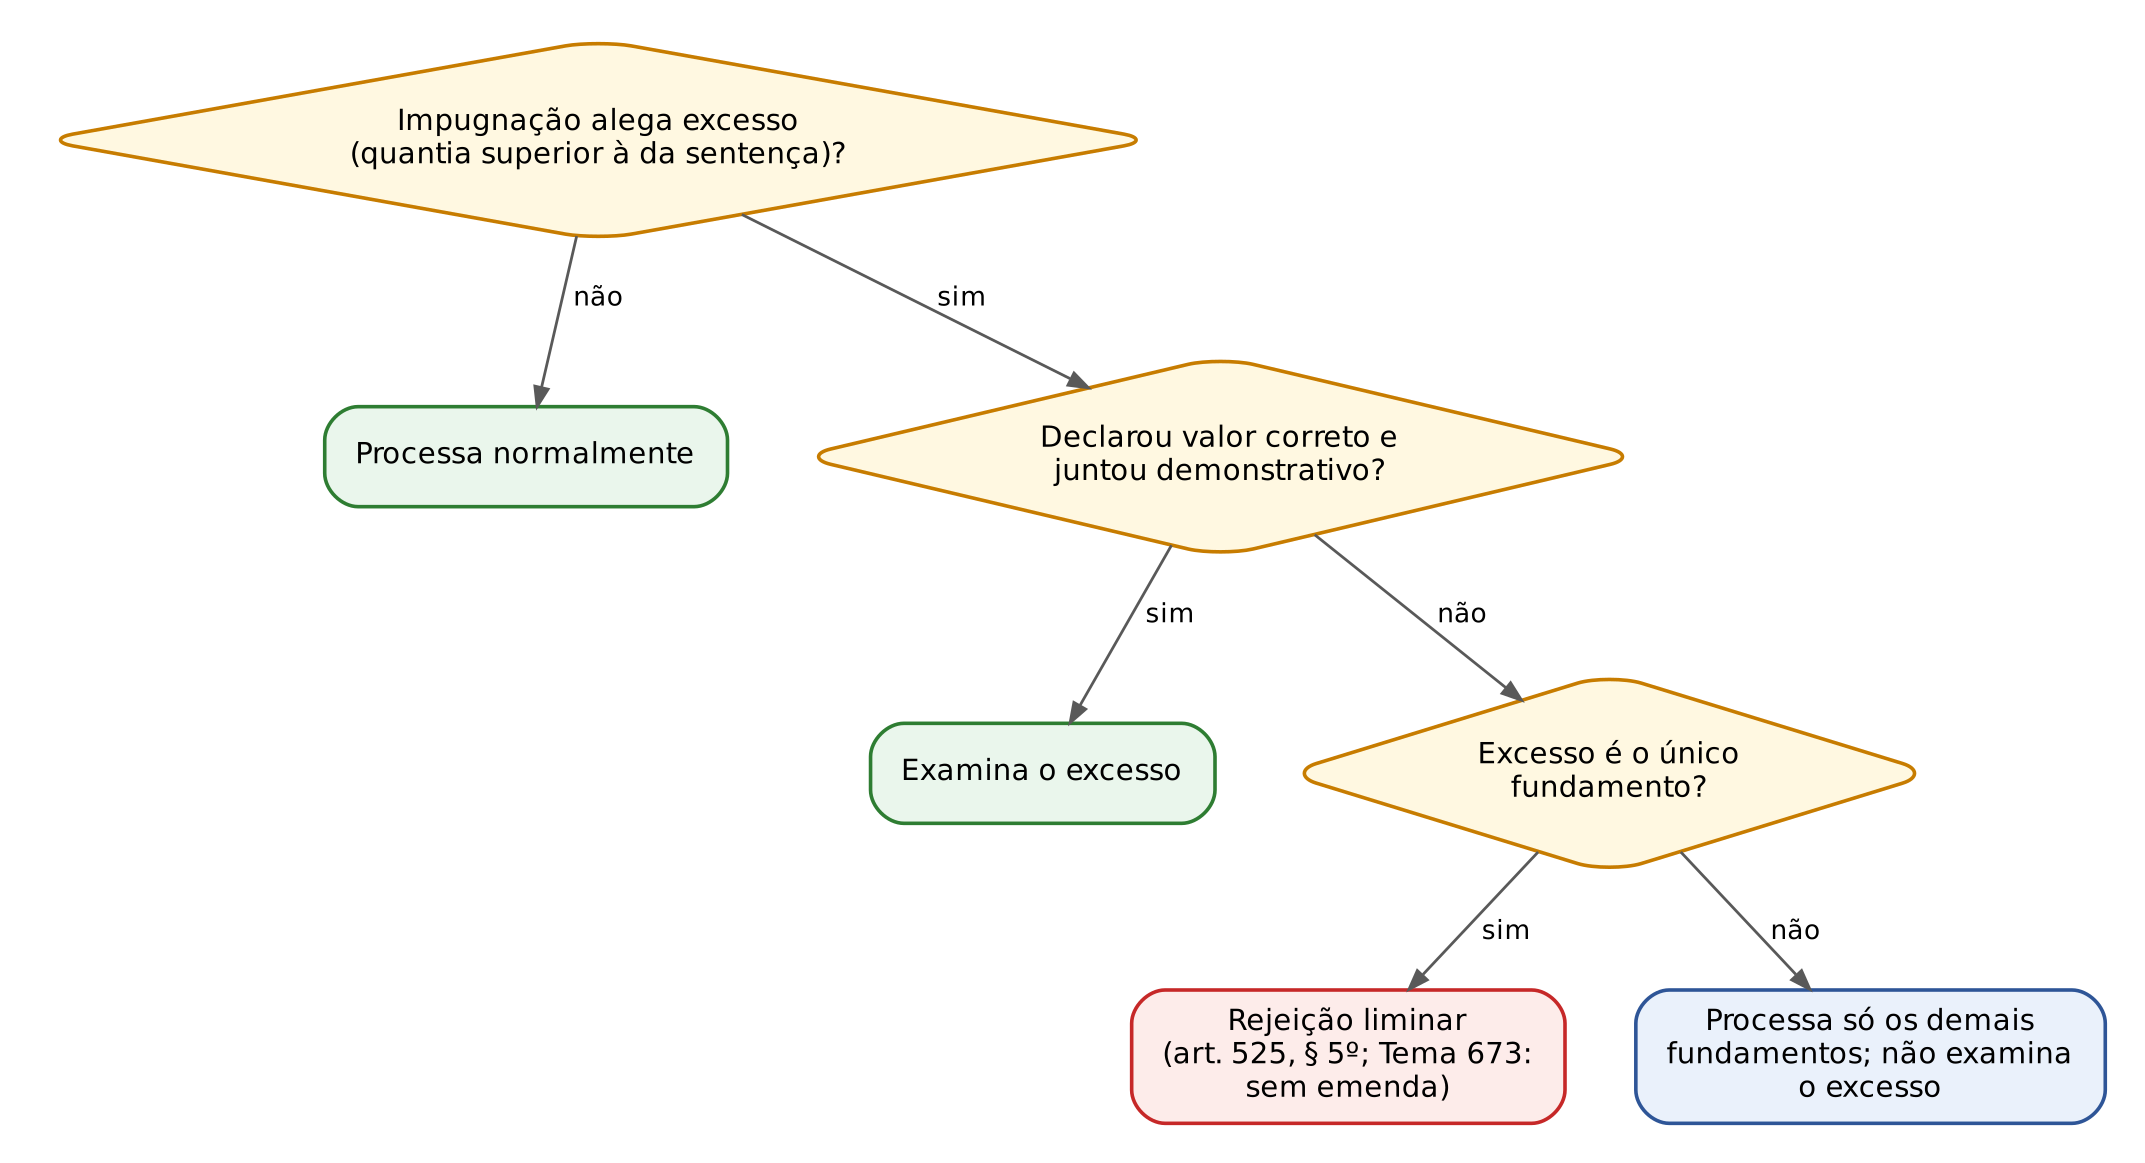 Impugnação alega excesso
(quantia superior à da sentença)?
não
sim
Processa normalmente
Declarou valor correto e
juntou demonstrativo?
sim
não
Examina o excesso
Excesso é o único
fundamento?
sim
não
Rejeição liminar
(art. 525, § 5º; Tema 673:
sem emenda)
Processa só os demais
fundamentos; não examina
o excesso